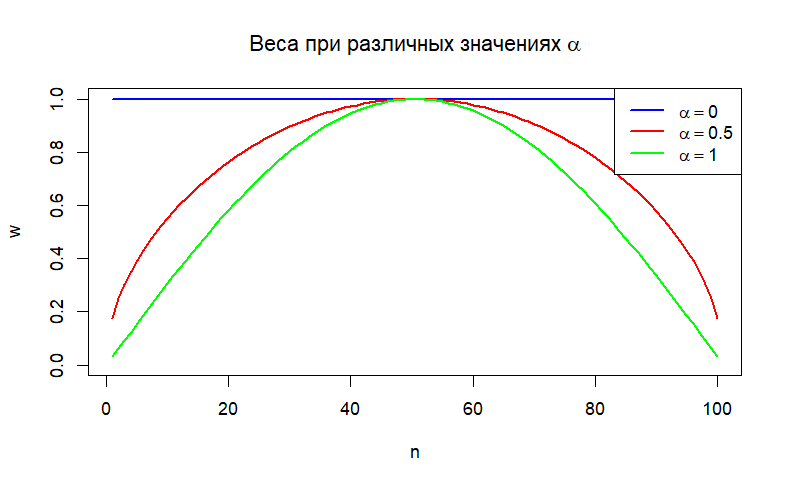 Веса при различных значениях α
w
1.0
0.8
0.6
0.4
0.2
0.0
α = 0
α = 0.5
α = 1
0 20 40 60 80 100
n